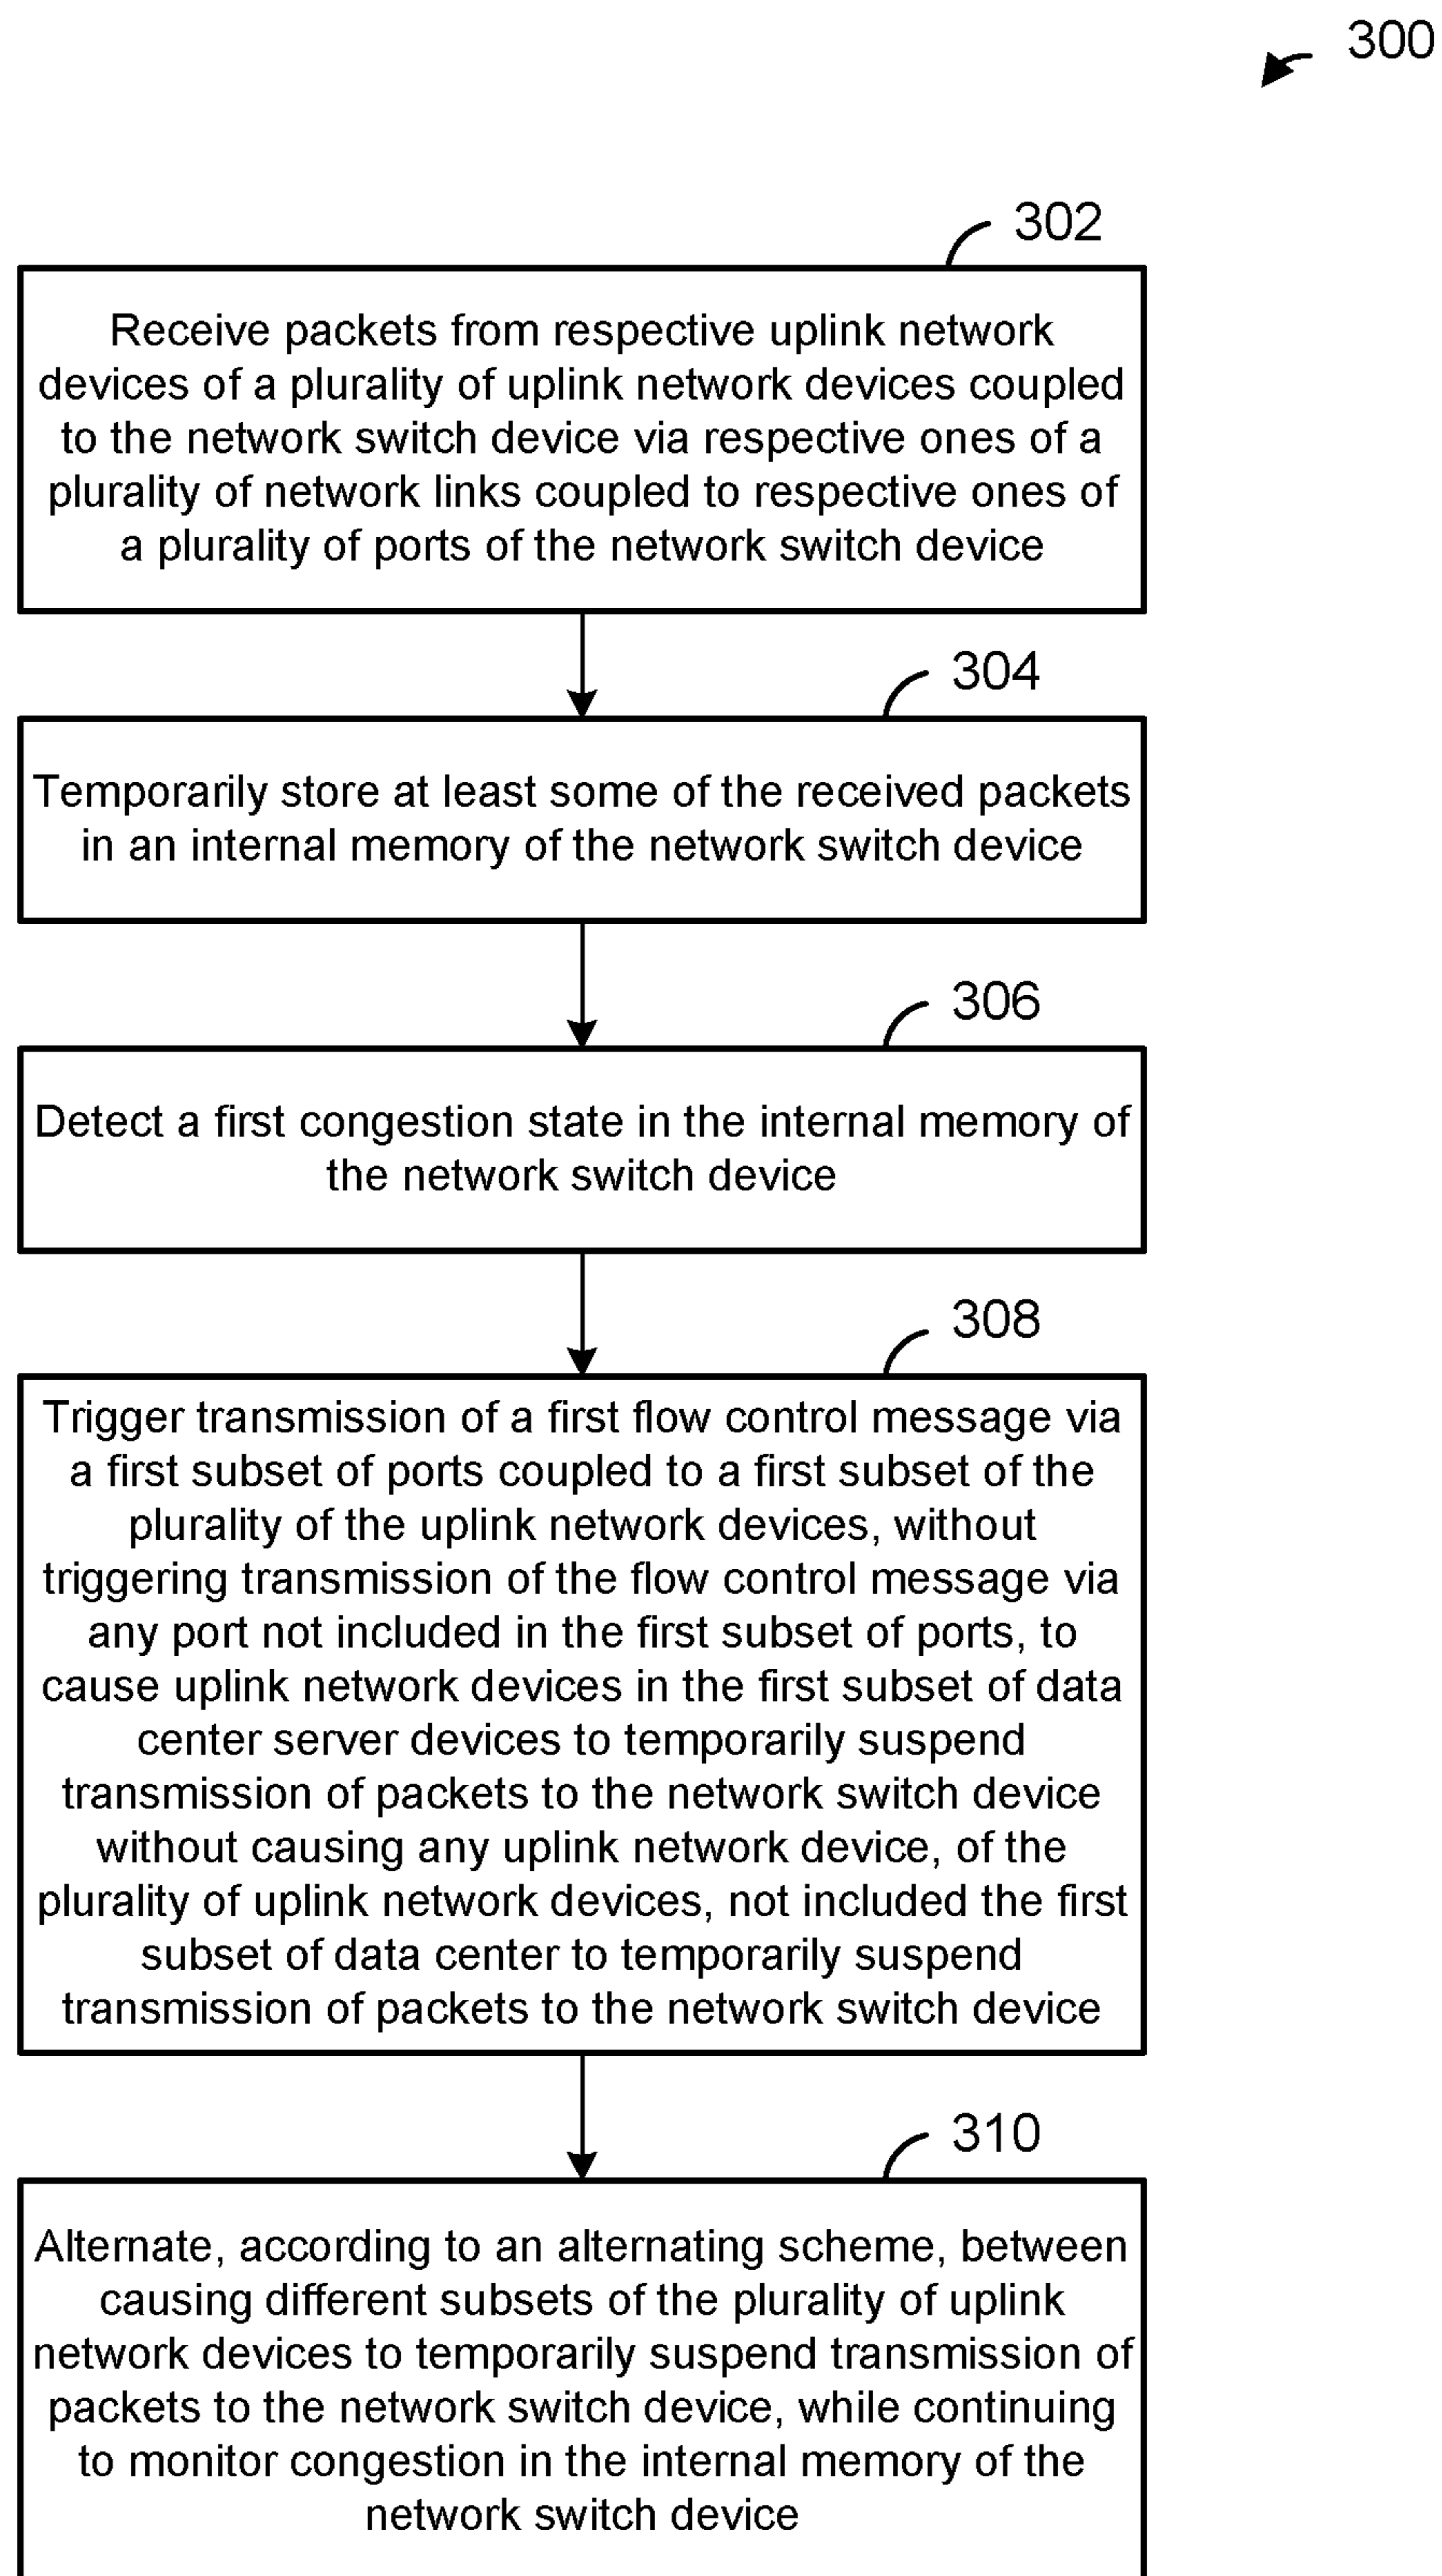 300
302
Receive packets from respective uplink network
devices of a plurality of uplink network devices coupled
to the network switch device via respective ones of a
plurality of network links coupled to respective ones of
a plurality of ports of the network switch device
304
Temporarily store at least some of the received packets
in an internal memory of the network switch device
306
Detect a first congestion state in the internal memory of
the network switch device
308
Trigger transmission of a first flow control message via
a first subset of ports coupled to a first subset of the
plurality of the uplink network devices, without
triggering transmission of the flow control message via
any port not included in the first subset of ports, to
cause uplink network devices in the first subset of data
center server devices to temporarily suspend
transmission of packets to the network switch device
without causing any uplink network device, of the
plurality of uplink network devices, not included the first
subset of data center to temporarily suspend
transmission of packets to the network switch device
310
Alternate, according to an alternating scheme, between
causing different subsets of the plurality of uplink
network devices to temporarily suspend transmission of
packets to the network switch device, while continuing
to monitor congestion in the internal memory of the
network switch device